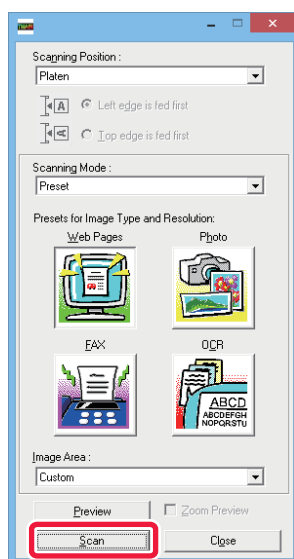 Scanning Position :
Platen
A Left edge is fed first
A Top edge is fed first
Scanning Mode :
Preset
Presets for Image Type and Resolution:
Web Pages Photo
FAX OCR
ABCD
ABCDEFGH
NOPQRSTU
Image Area :
Custom
Preview Zoom Preview
Scan Close